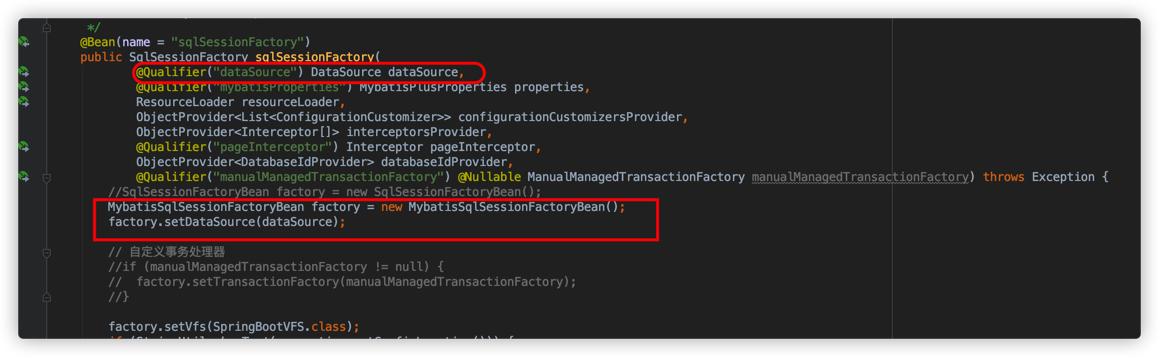 */
@Bean(name = "sqlSessionFactory")
public SqlSessionFactory sqlSessionFactory(
@Qualifier("dataSource") DataSource dataSource,
@Qualifier("mybatisProperties") MybatisPlusProperties properties,
ResourceLoader resourceLoader,
ObjectProvider<List<ConfigurationCustomizer>> configurationCustomizersProvider,
ObjectProvider<Interceptor[]> interceptorsProvider,
@Qualifier("pageInterceptor") Interceptor pageInterceptor,
ObjectProvider<DatabaseIdProvider> databaseIdProvider,
@Qualifier("manualManagedTransactionFactory") @Nullable ManualManagedTransactionFactory manualManagedTransactionFactory) throws Exception {
//SqlSessionFactoryBean factory = new SqlSessionFactoryBean();
MybatisSqlSessionFactoryBean factory = new MybatisSqlSessionFactoryBean();
factory.setDataSource(dataSource);
// 自定义事务处理器
//if (manualManagedTransactionFactory != null) {
//  factory.setTransactionFactory(manualManagedTransactionFactory);
//}
factory.setVfs(SpringBootVFS.class);